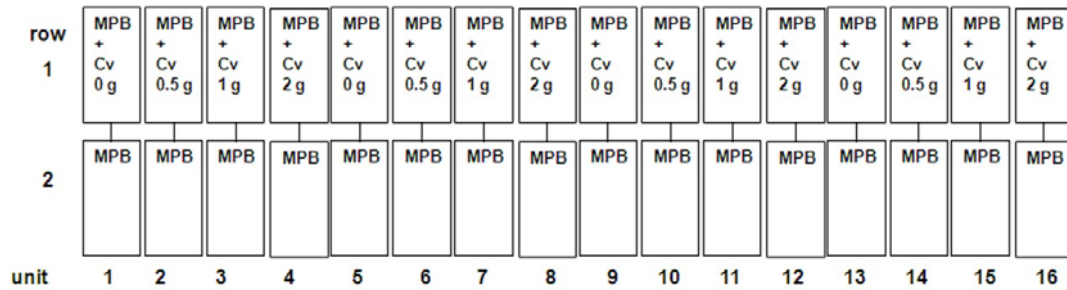 MPB MPB MPB MPB MPB MPB MPB MPB MPB MPB MPB MPB MPB MPB MPB MPB
row + + + + + + + + + + + + + + + +
1 Cv Cv Cv Cv Cv Cv Cv Cv Cv Cv Cv Cv Cv Cv Cv Cv
0 g 0.5 g 1 g 2 g 0 g 0.5 g 1 g 2 g 0 g 0.5 g 1 g 2 g 0 g 0.5 g 1 g 2 g
MPB MPB MPB MPB MPB MPB MPB MPB MPB MPB MPB MPB MPB MPB MPB MPB
2
unit 1 2 3 4 5 6 7 8 9 10 11 12 13 14 15 16